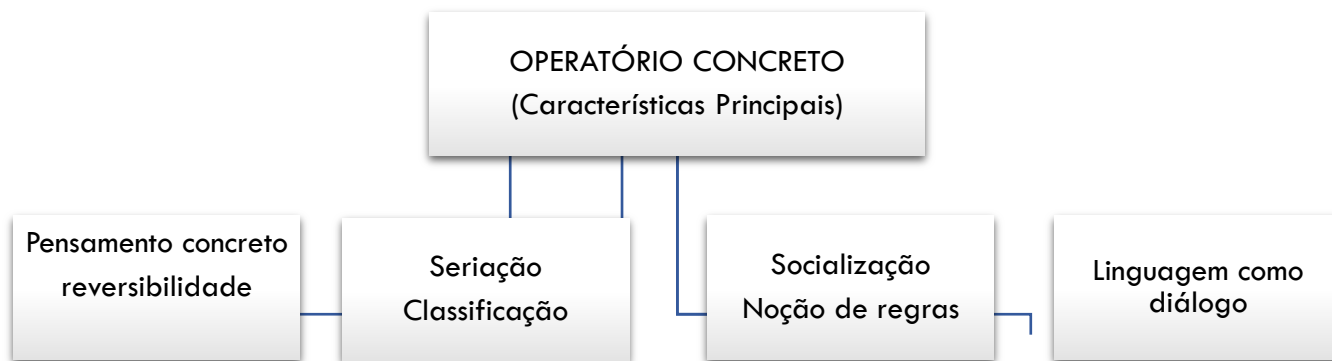 OPERATÓRIO CONCRETO
(Características Principais)
Pensamento concreto
reversibilidade
Seriação
Classificação
Socialização
Noção de regras
Linguagem como
diálogo